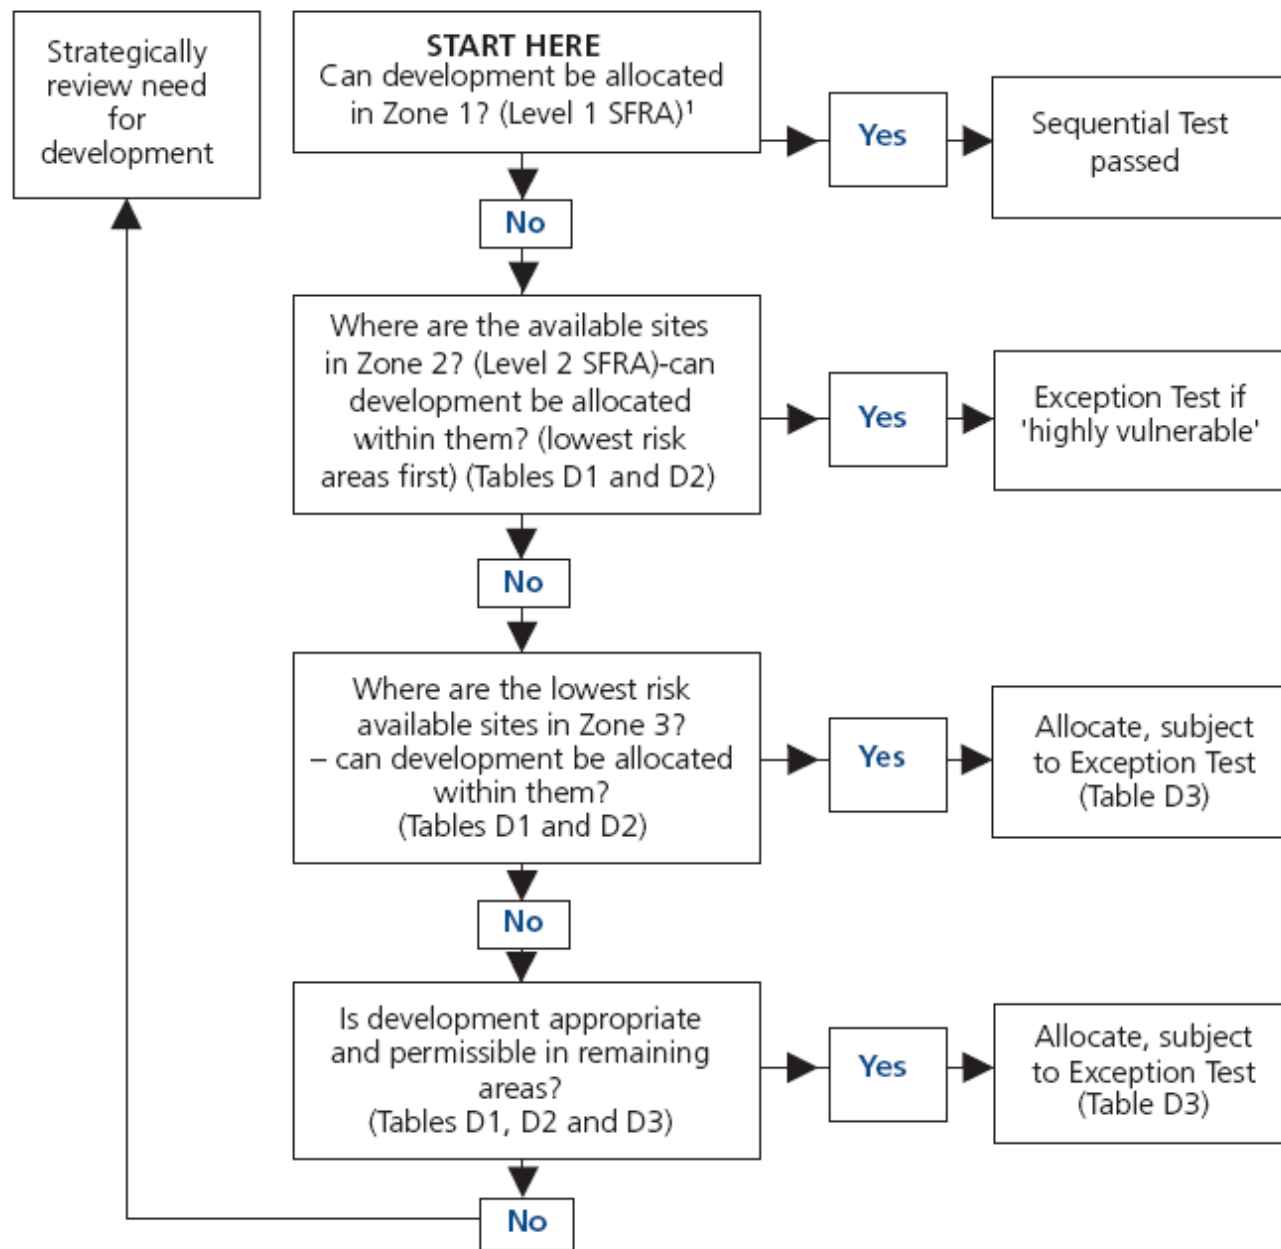 Strategically
review need
for
development
START HERE
Can development be allocated
in Zone 1? (Level 1 SFRA)¹
Yes
Sequential Test
passed
No
Where are the available sites
in Zone 2? (Level 2 SFRA)-can
development be allocated
within them? (lowest risk
areas first) (Tables D1 and D2)
Yes
Exception Test if
'highly vulnerable'
No
Where are the lowest risk
available sites in Zone 3?
– can development be allocated
within them?
(Tables D1 and D2)
Yes
Allocate, subject
to Exception Test
(Table D3)
No
Is development appropriate
and permissible in remaining
areas?
(Tables D1, D2 and D3)
Yes
Allocate, subject
to Exception Test
(Table D3)
No